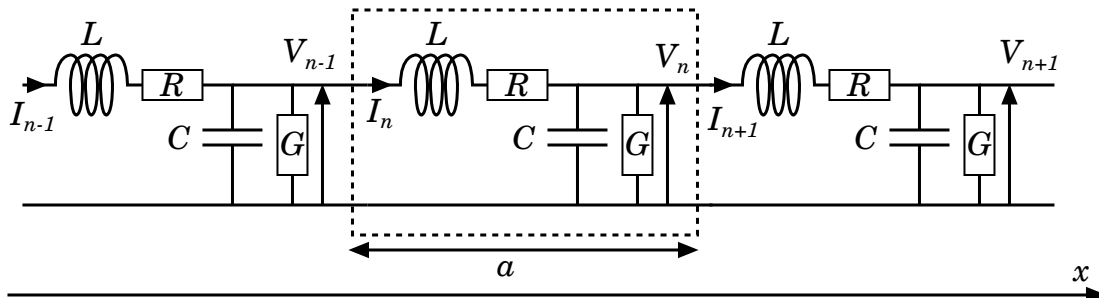 L L L
V_{n-1} V_n V_{n+1}
R R R
I_{n-1} I_n I_{n+1}
C G C G C G
a
x